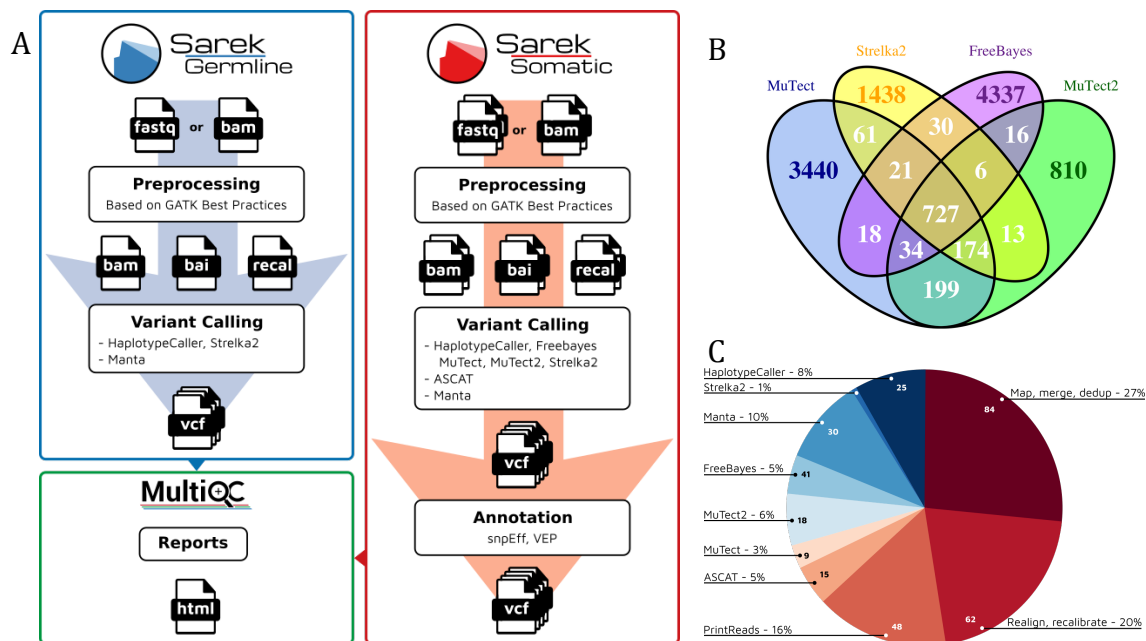 A
Sarek
Germline
fastq or bam
Preprocessing
Based on GATK Best Practices
bam bai recal
Variant Calling
- HaplotypeCaller, Strelka2
- Manta
vcf
MultiQC
Reports
html
Sarek
Somatic
fastq or bam
Preprocessing
Based on GATK Best Practices
bam bai recal
Variant Calling
- HaplotypeCaller, Freebayes
MuTect, MuTect2, Strelka2
- ASCAT
- Manta
vcf
Annotation
snpEff, VEP
vcf
B
Strelka2 FreeBayes
MuTect MuTect2
1438 4337
61 30 16
3440 21 6 810
727
18 34 174 13
199
C
HaplotypeCaller - 8% 25
Strelka2 - 1%
Manta - 10% 30
FreeBayes - 5% 41
MuTect2 - 6% 18
MuTect - 3% 9
ASCAT - 5% 15
PrintReads - 16% 48
84 Map, merge, dedup - 27%
62 Realign, recalibrate - 20%